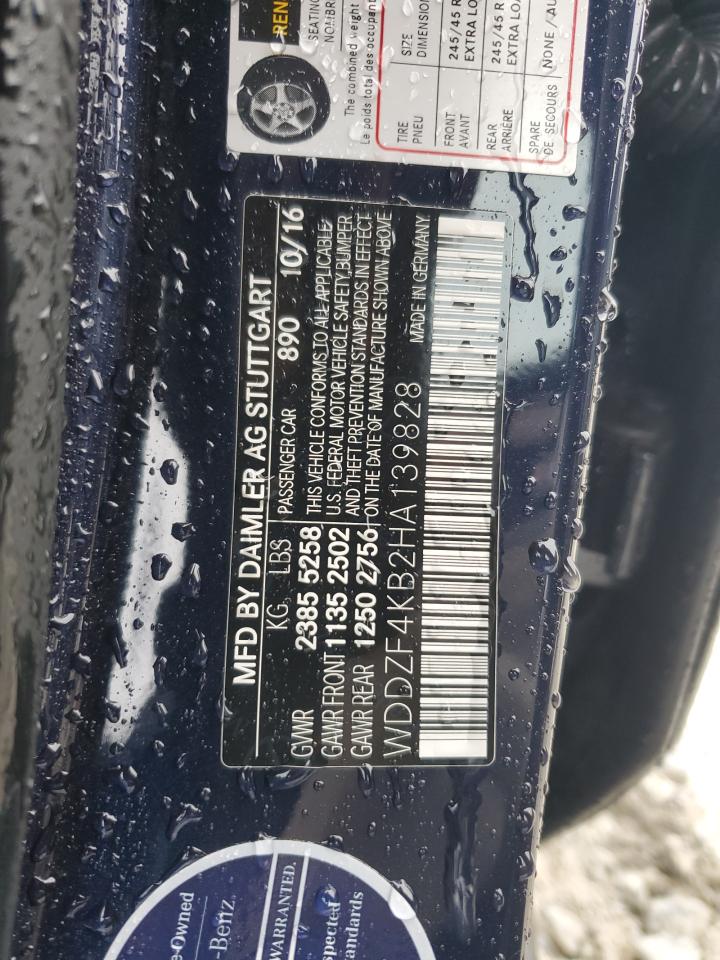 MFD BY DAIMLER AG STUTTGART
KG LBS PASSENGER CAR 890 10/16
GVWR 2385 5258 THIS VEHICLE CONFORMS TO ALL APPLICABLE
GAWR FRONT 1135 2502 U.S. FEDERAL MOTOR VEHICLE SAFETY, BUMPER
GAWR REAR 1250 2756 AND THEFT PREVENTION STANDARDS IN EFFECT
ON THE DATE OF MANUFACTURE SHOWN ABOVE
WDDZF4KB2HA139828 MADE IN GERMANY
SEATING
The combined weight
Le poids total des occupant
TIRE SIZE
PNEU DIMENSION
FRONT 245/45 R
AVANT EXTRA LOA
REAR 245/45 R
ARRIÈRE EXTRA LOA
SPARE NONE / AU
DE SECOURS
-Owned
-Benz
WARRANTED.